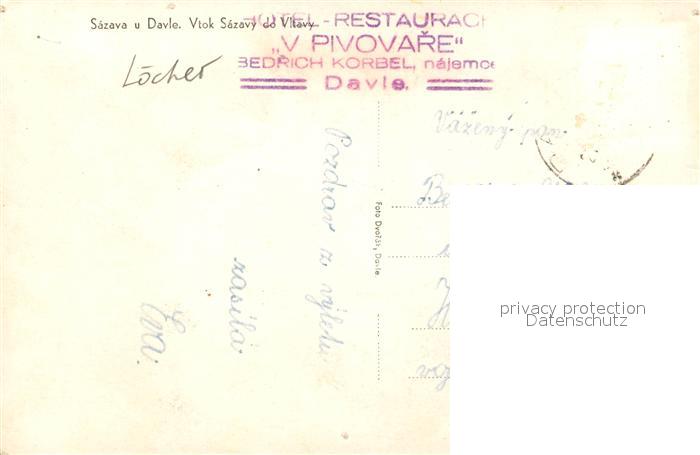 Sázava u Davle. Vtok Sázavy do Vltavy
HOTEL-RESTAURACE
„V PIVOVAŘE"
BEDŘICH KORBEL, nájemce
Davle.
Löcher
Pozdrav z výletu
zasílá
Eva.
Foto Dvořák, Davle.
Vážený pan
privacy protection
Datenschutz